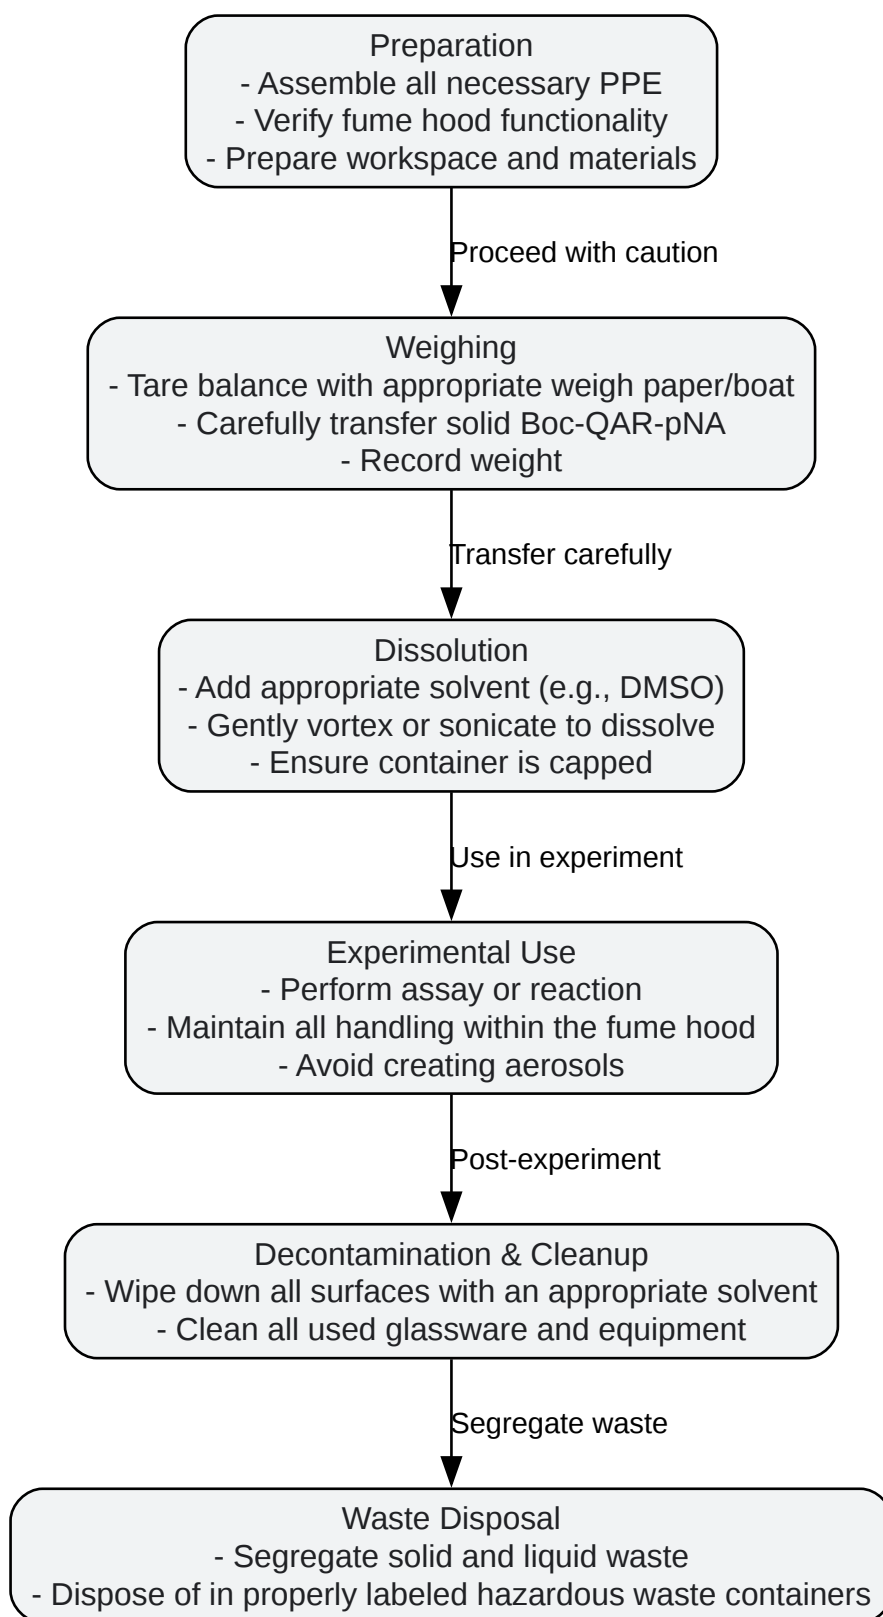 Preparation
- Assemble all necessary PPE
- Verify fume hood functionality
- Prepare workspace and materials
Proceed with caution
Weighing
- Tare balance with appropriate weigh paper/boat
- Carefully transfer solid Boc-QAR-pNA
- Record weight
Transfer carefully
Dissolution
- Add appropriate solvent (e.g., DMSO)
- Gently vortex or sonicate to dissolve
- Ensure container is capped
Use in experiment
Experimental Use
- Perform assay or reaction
- Maintain all handling within the fume hood
- Avoid creating aerosols
Post-experiment
Decontamination & Cleanup
- Wipe down all surfaces with an appropriate solvent
- Clean all used glassware and equipment
Segregate waste
Waste Disposal
- Segregate solid and liquid waste
- Dispose of in properly labeled hazardous waste containers